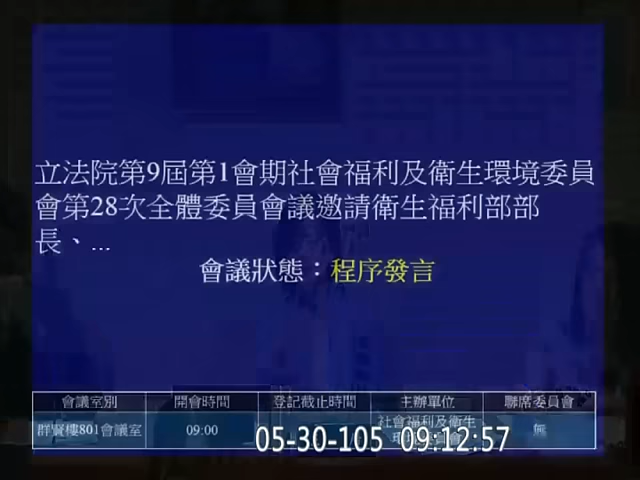 立法院第9屆第1會期社會福利及衛生環境委員
會第28次全體委員會議邀請衛生福利部部
長、...
會議狀態：程序發言
會議室別 開會時間 登記截止時間 主辦單位 聯席委員會
群賢樓801會議室 09:00 社會福利及衛生 無
05-30-105 09:12:57